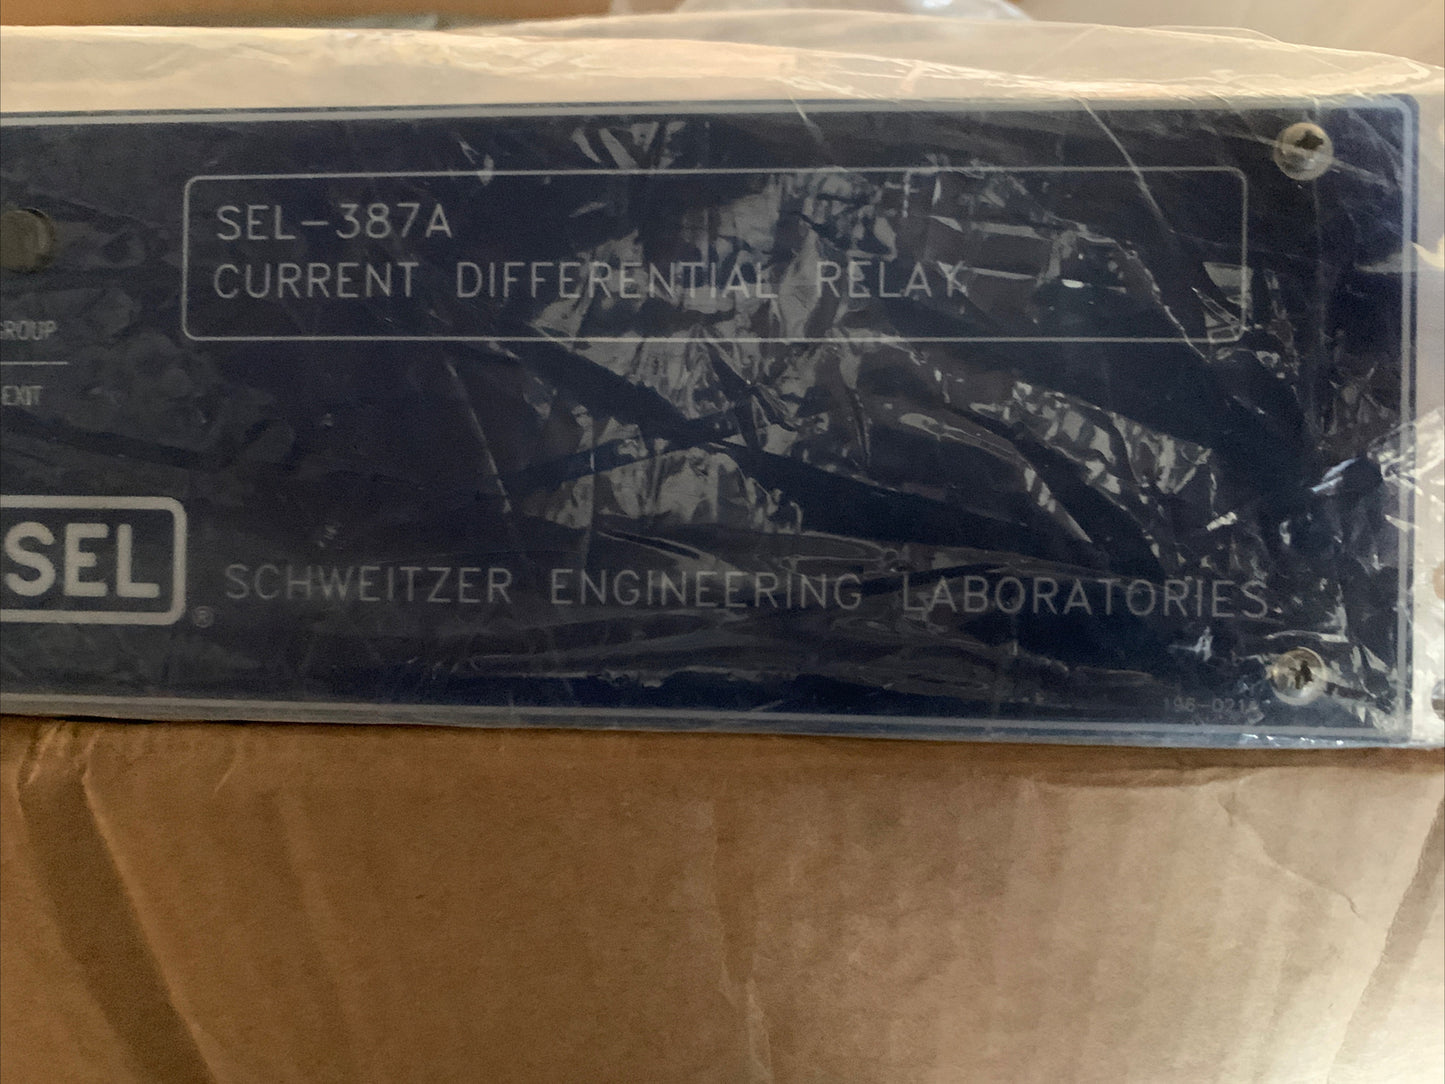 SEL-387A
CURRENT DIFFERENTIAL RELAY
GROUP
EXIT
SEL®
SCHWEITZER ENGINEERING LABORATORIES